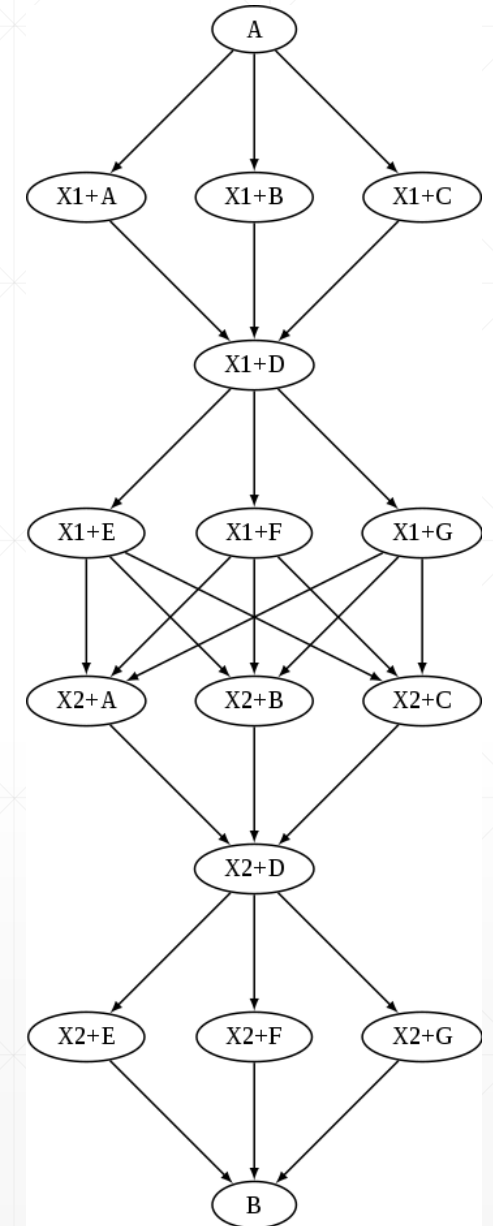 A
X1+A X1+B X1+C
X1+D
X1+E X1+F X1+G
X2+A X2+B X2+C
X2+D
X2+E X2+F X2+G
B